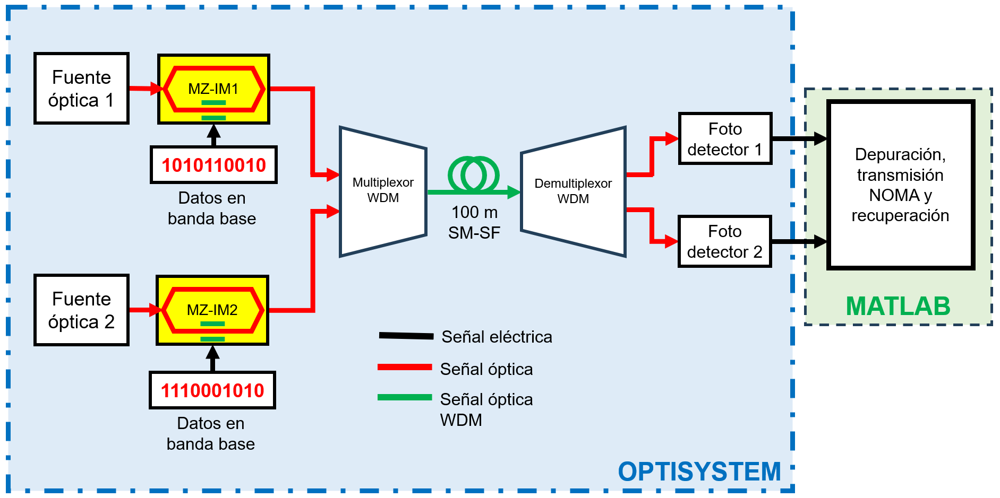 Fuente
óptica 1
MZ-IM1
1010110010
Datos en
banda base
Fuente
óptica 2
MZ-IM2
1110001010
Datos en
banda base
Multiplexor
WDM
100 m
SM-SF
Demultiplexor
WDM
Foto
detector 1
Foto
detector 2
Depuración,
transmisión
NOMA y
recuperación
MATLAB
Señal eléctrica
Señal óptica
Señal óptica
WDM
OPTISYSTEM